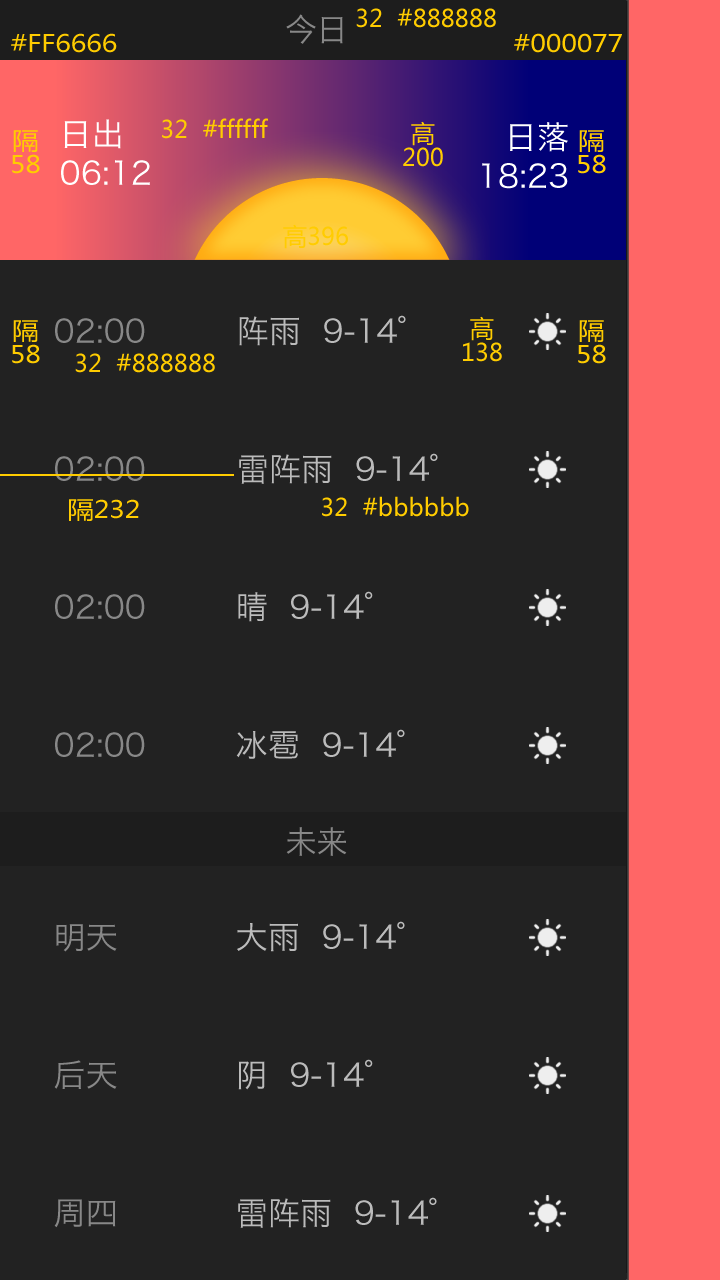 今日 32 #888888
#FF6666 #000077
日出 32 #ffffff 高 日落
隔 200 隔
58 06:12 18:23 58
高396
隔 02:00 阵雨 9-14° 高 隔
58 32 #888888 138 58
02:00 雷阵雨 9-14°
隔232 32 #bbbbbb
02:00 晴 9-14°
02:00 冰雹 9-14°
未来
明天 大雨 9-14°
后天 阴 9-14°
周四 雷阵雨 9-14°